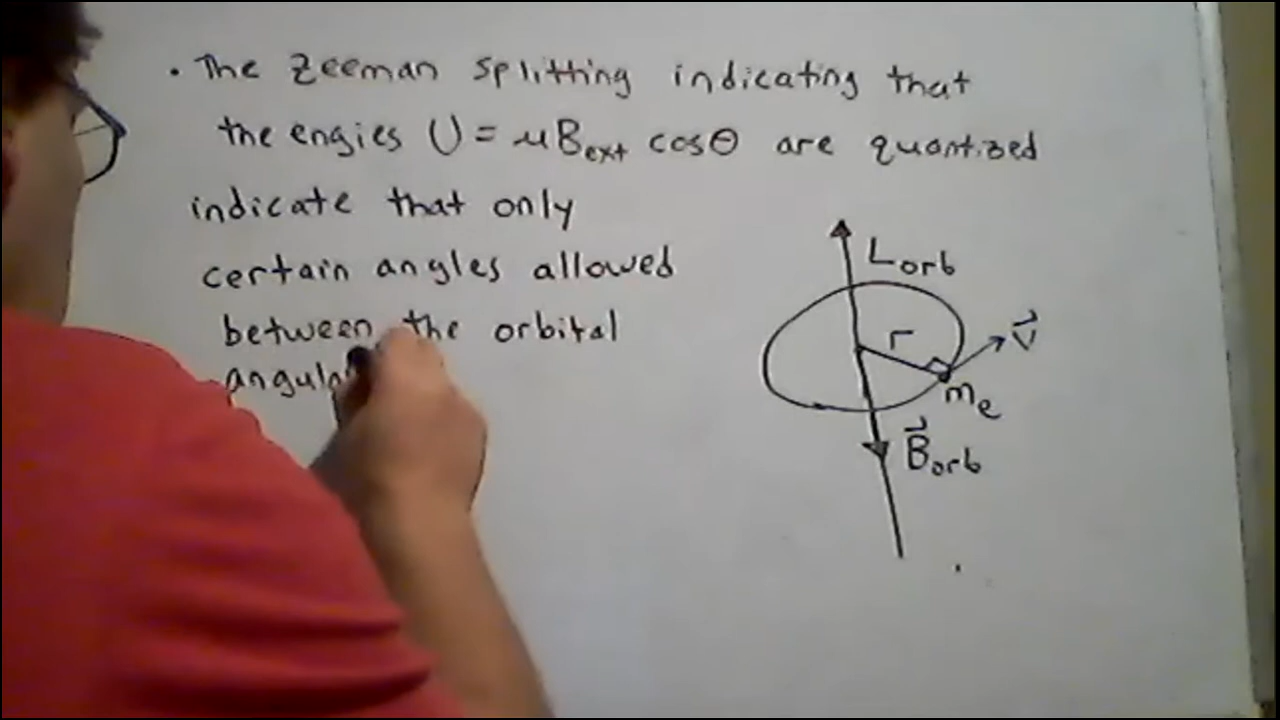 . The Zeeman splitting indicating that
the engies U = μB_ext cosθ are quantized
indicate that only
certain angles allowed
between the orbital
L_orb
r
v⃗
m_e
B⃗_orb